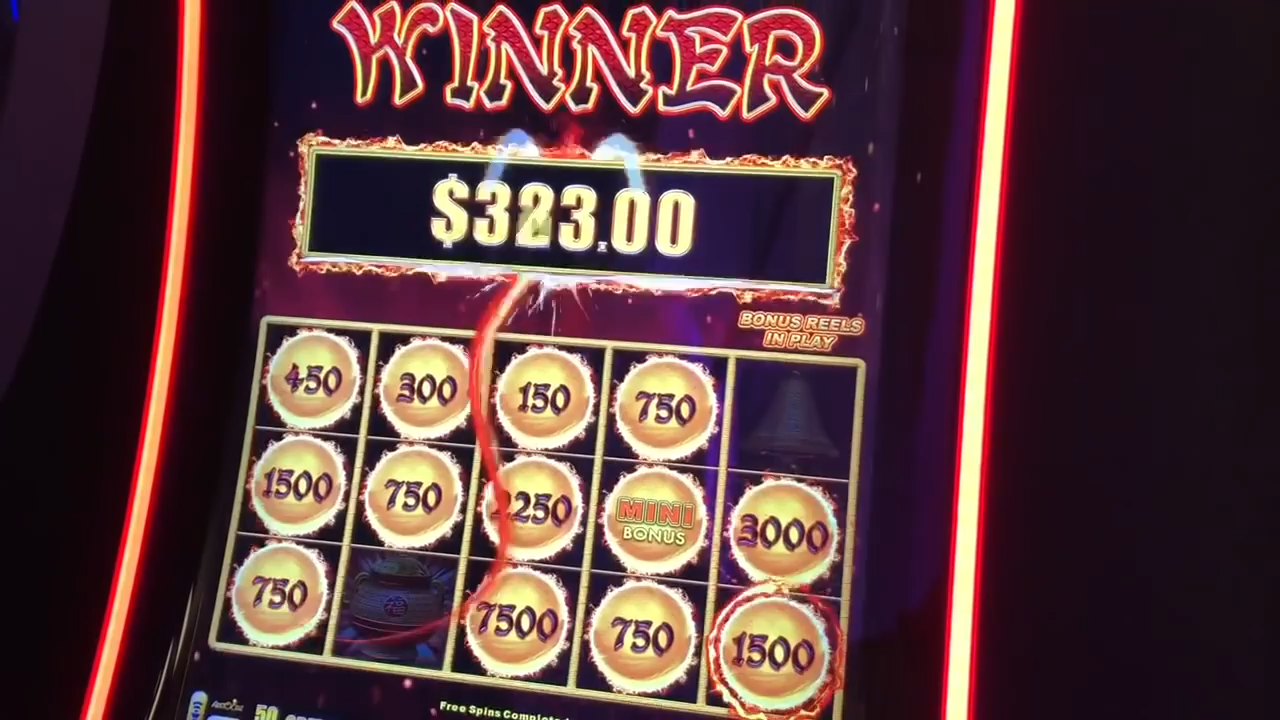 WINNER
$323.00
BONUS REELS
IN PLAY
450 300 150 750
1500 750 2250 MINI BONUS 3000
750 7500 750 1500
Free Spins
50